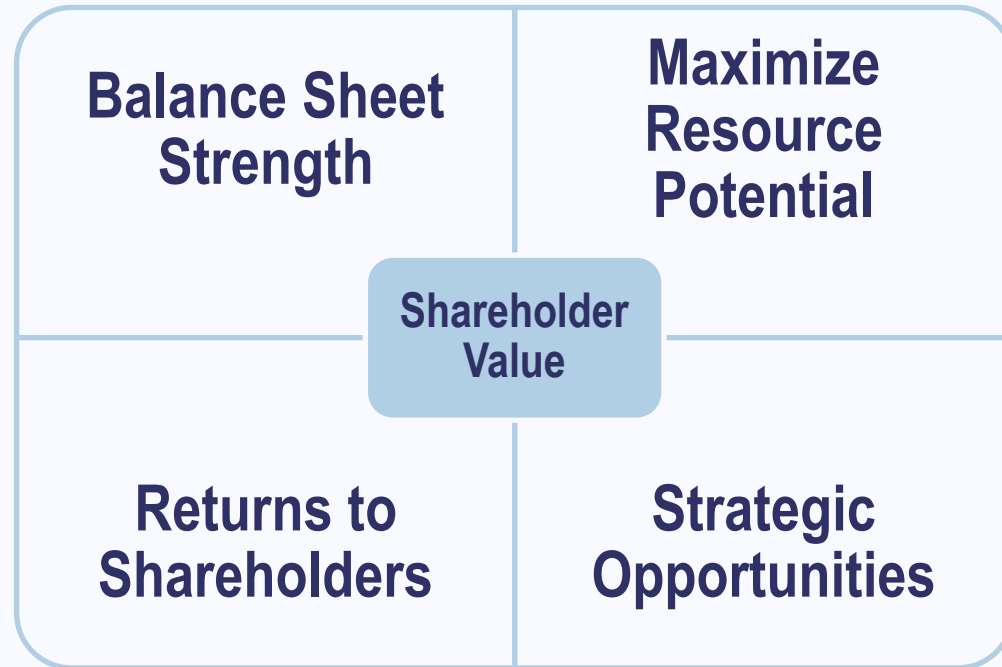 Balance Sheet
Strength
Maximize
Resource
Potential
Shareholder
Value
Returns to
Shareholders
Strategic
Opportunities